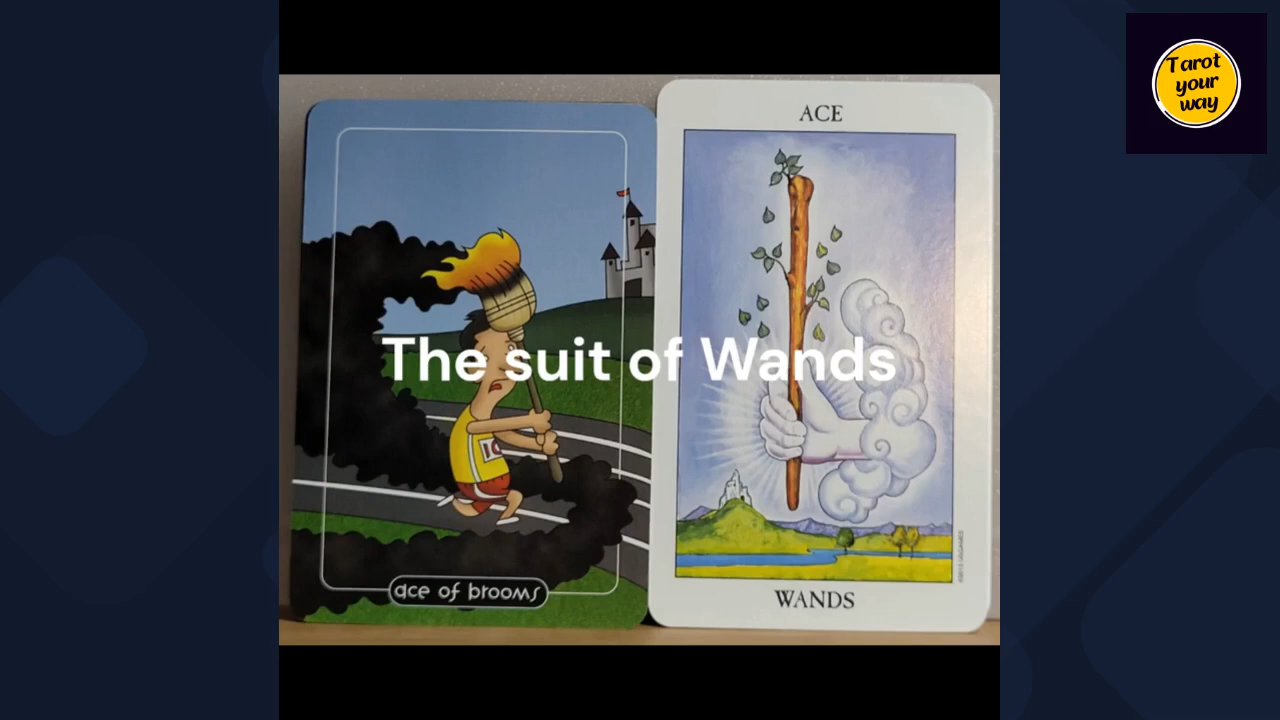 Tarot
your
way
ACE
The suit of Wands
ace of brooms
WANDS